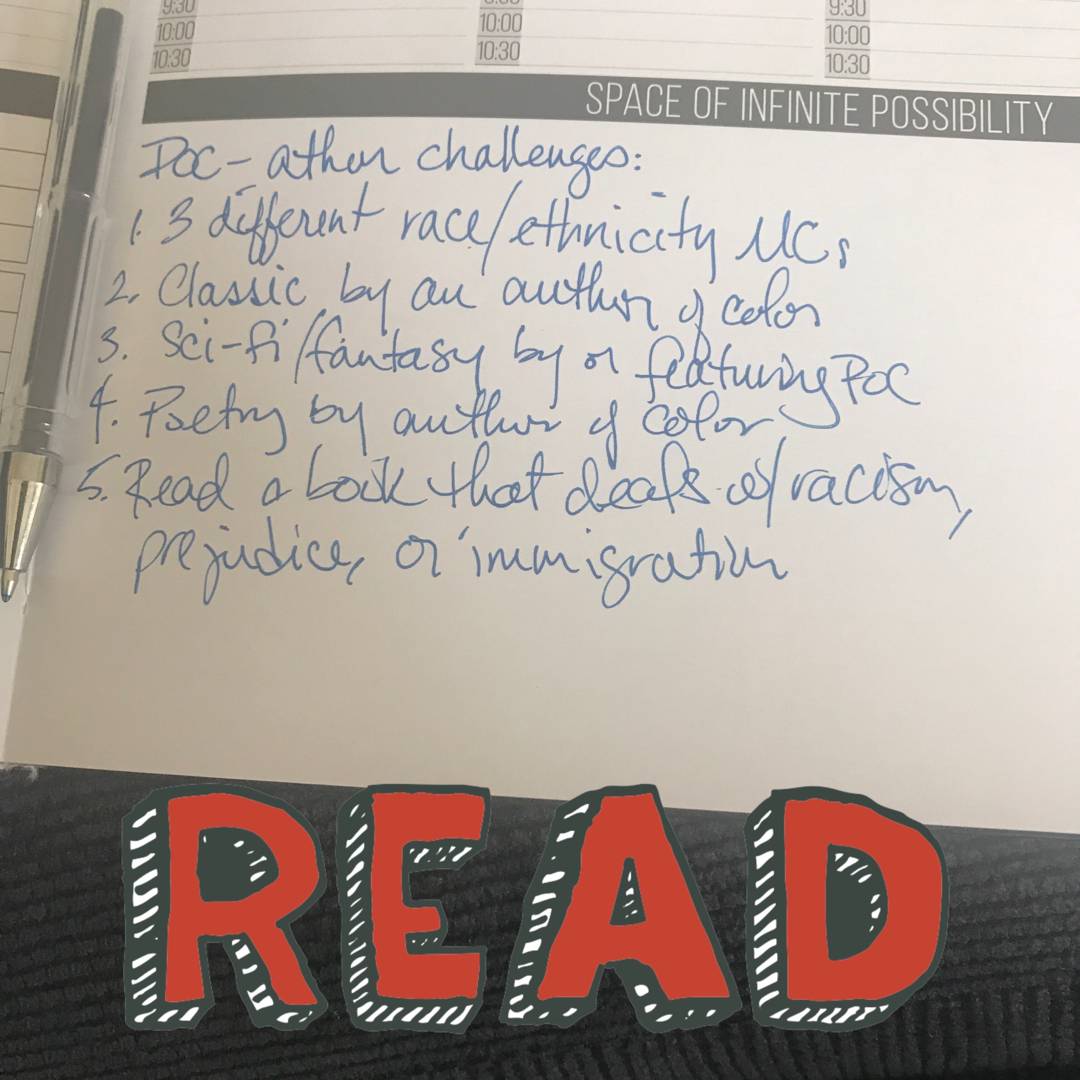 9:30 8:30 9:30
10:00 10:00 10:00
10:30 10:30 10:30
SPACE OF INFINITE POSSIBILITY
POC - athor challenges:
1. 3 different race/ethnicity MCs
2. Classic by an author of color
3. Sci-fi/fantasy by or featuring POC
4. Poetry by author of color
5. Read a book that deals w/ racism,
prejudice, or immigration
READ